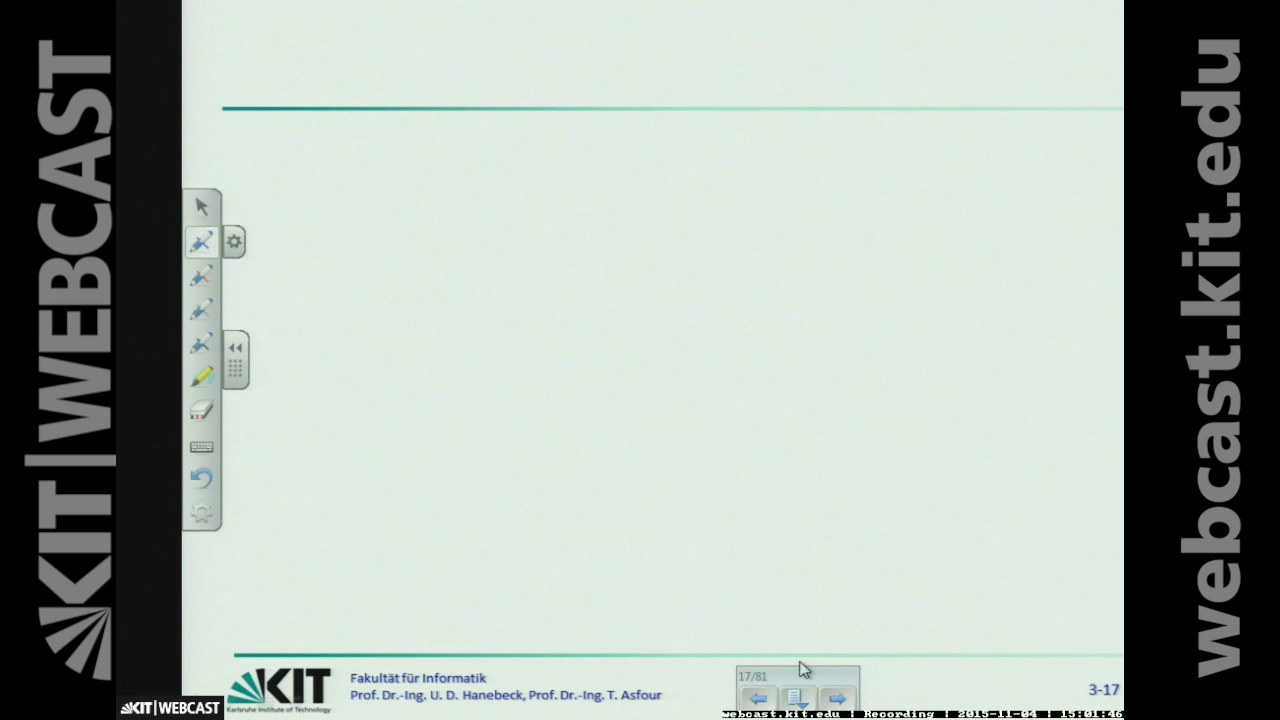 KIT|WEBCAST
webcast.kit.edu
KIT
Karlsruhe Institute of Technology
Fakultät für Informatik
Prof. Dr.-Ing. U. D. Hanebeck, Prof. Dr.-Ing. T. Asfour
17/81
3-17
KIT|WEBCAST
webcast.kit.edu | Recording | 2015-11-04 | 15:01:46